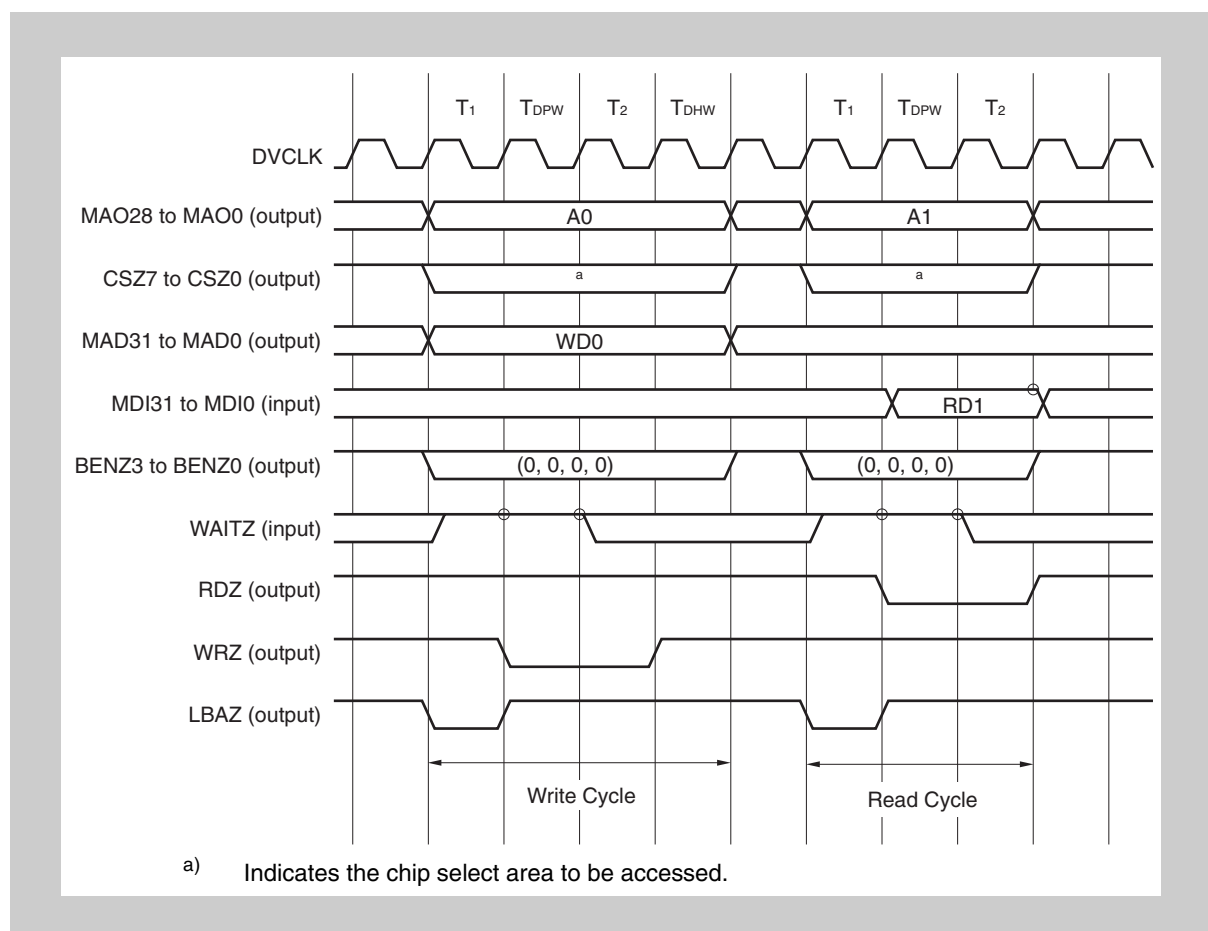 T1 TDPW T2 TDHW T1 TDPW T2
DVCLK
MAO28 to MAO0 (output) A0 A1
CSZ7 to CSZ0 (output) a a
MAD31 to MAD0 (output) WD0
MDI31 to MDI0 (input) RD1
BENZ3 to BENZ0 (output) (0, 0, 0, 0) (0, 0, 0, 0)
WAITZ (input)
RDZ (output)
WRZ (output)
LBAZ (output)
Write Cycle Read Cycle
a) Indicates the chip select area to be accessed.